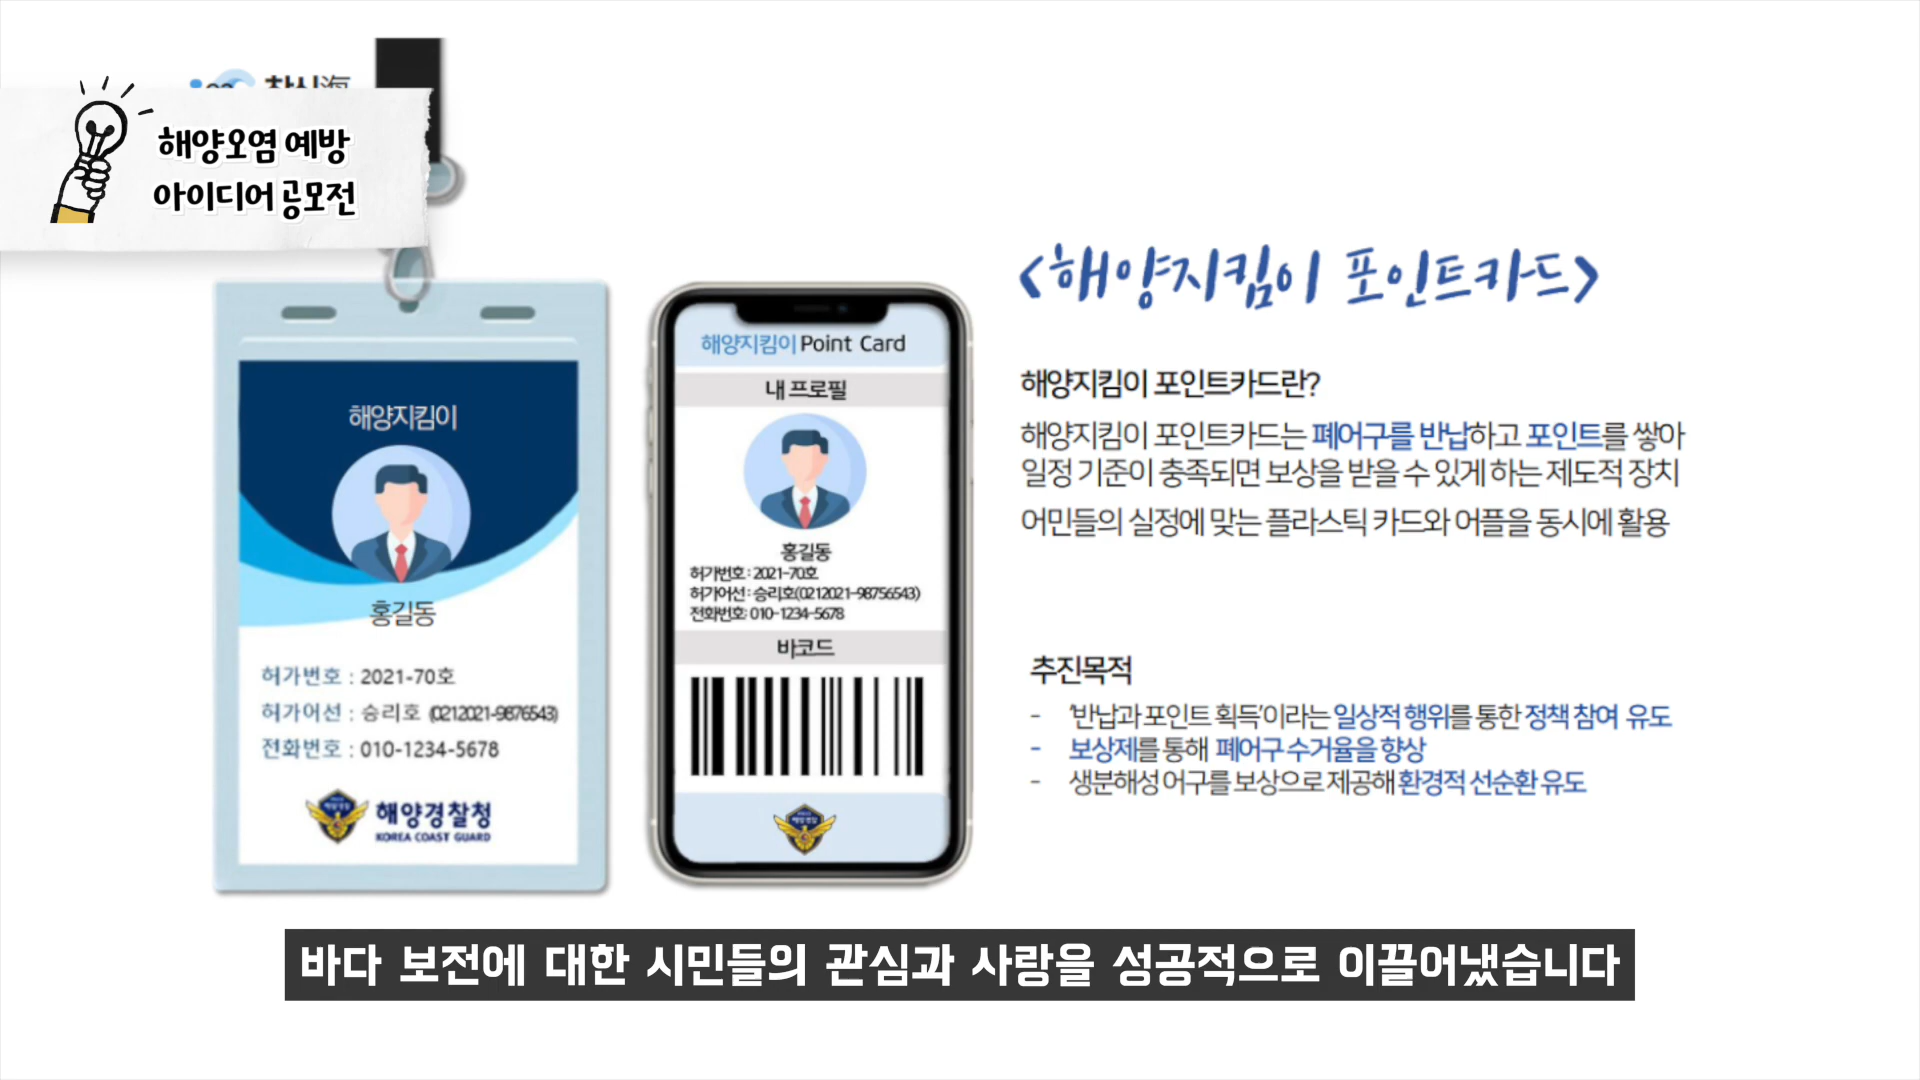 해양오염 예방
아이디어 공모전
해양지킴이
홍길동
허가번호 : 2021-70호
허가어선 : 승리호 (0212021-9876543)
전화번호 : 010-1234-5678
해양경찰청
KOREA COAST GUARD
해양지킴이 Point Card
내 프로필
홍길동
허가번호 : 2021-70호
허가어선 : 승리호(0212021-98756543)
전화번호: 010-1234-5678
바코드
<해양지킴이 포인트카드>
해양지킴이 포인트카드란?
해양지킴이 포인트카드는 폐어구를 반납하고 포인트를 쌓아
일정 기준이 충족되면 보상을 받을 수 있게 하는 제도적 장치
어민들의 실정에 맞는 플라스틱 카드와 어플을 동시에 활용
추진목적
- '반납과 포인트 획득'이라는 일상적 행위를 통한 정책 참여 유도
- 보상제를 통해 폐어구 수거율을 향상
- 생분해성 어구를 보상으로 제공해 환경적 선순환 유도
바다 보전에 대한 시민들의 관심과 사랑을 성공적으로 이끌어냈습니다